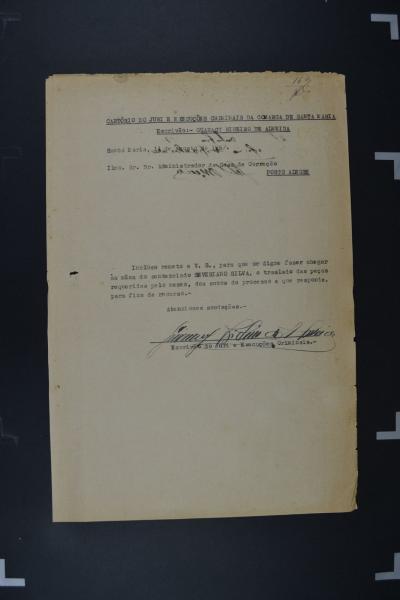 CARTÓRIO DO JURI E EXECUÇÕES CRIMINAIS DA COMARCA DE SANTA MARIA
Escrivão:- GUARACY RIBEIRO DE ALMEIDA
Santa Maria,
Ilmo. Sr. Dr. Administrador da Casa de Correção
PORTO ALEGRE
Incluso remeto a V. S., para que se digne fazer chegar
às mãos do sentenciado SEVERIANO SILVA, o traslado das peças
requeridas pelo mesmo, dos autos do processo a que responde,
para fins de recurso.-
Atenciosas saudações.-
Escrivão do Juri e Execuções Criminais.-